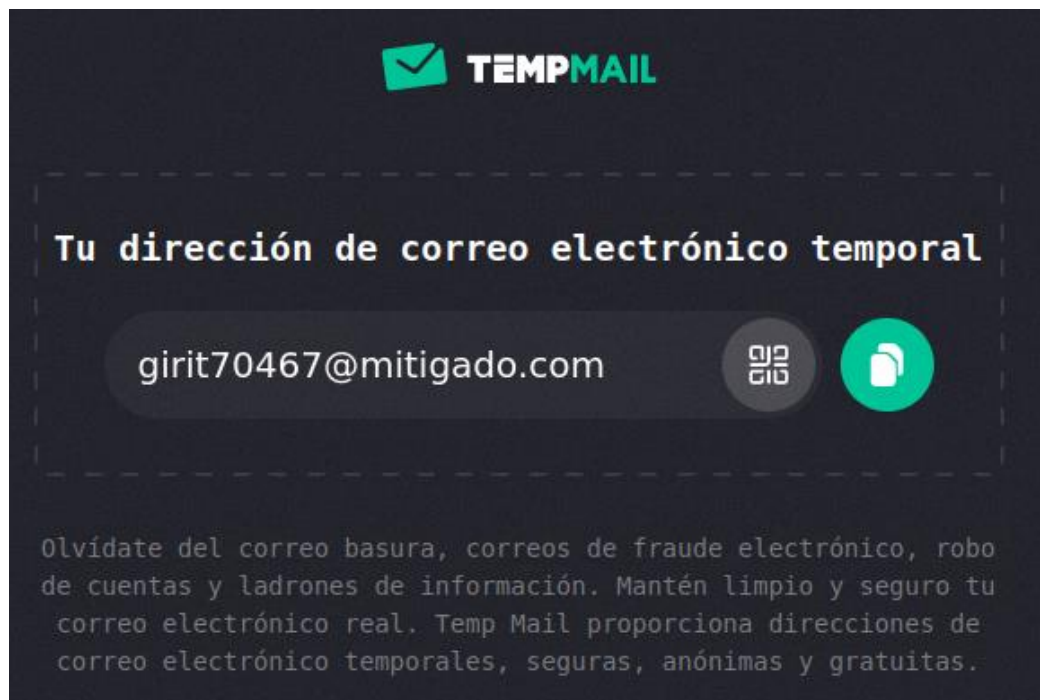 TEMPMAIL
Tu dirección de correo electrónico temporal
girit70467@mitigado.com
Olvídate del correo basura, correos de fraude electrónico, robo
de cuentas y ladrones de información. Mantén limpio y seguro tu
correo electrónico real. Temp Mail proporciona direcciones de
correo electrónico temporales, seguras, anónimas y gratuitas.